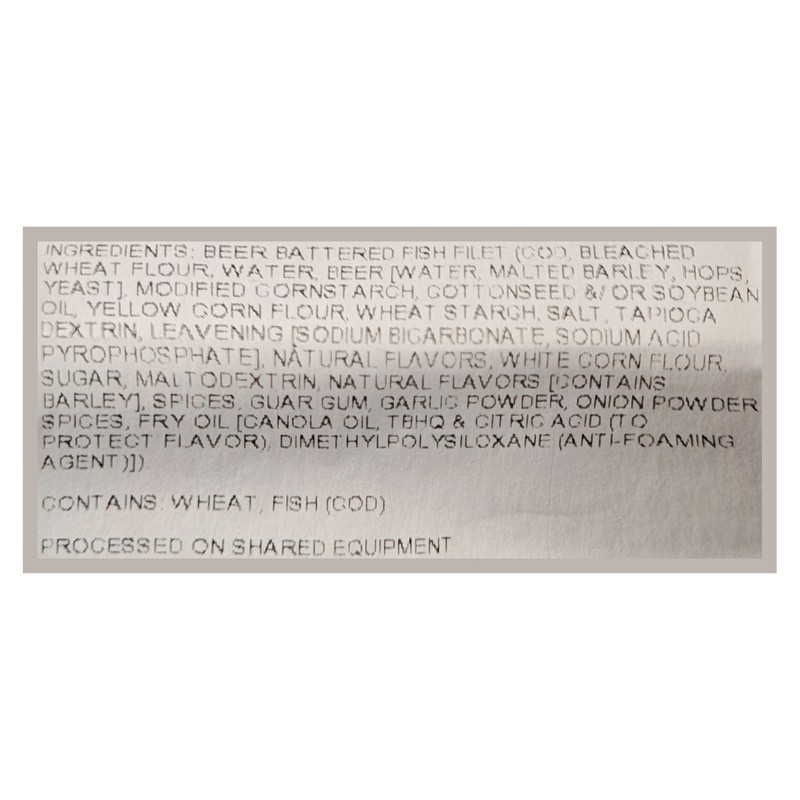 INGREDIENTS: BEER BATTERED FISH FILET (COD, BLEACHED
WHEAT FLOUR, WATER, BEER [WATER, MALTED BARLEY, HOPS,
YEAST], MODIFIED CORNSTARCH, COTTONSEED &/ OR SOYBEAN
OIL, YELLOW CORN FLOUR, WHEAT STARCH, SALT, TAPIOCA
DEXTRIN, LEAVENING [SODIUM BICARBONATE, SODIUM ACID
PYROPHOSPHATE], NATURAL FLAVORS, WHITE CORN FLOUR,
SUGAR, MALTODEXTRIN, NATURAL FLAVORS [CONTAINS
BARLEY], SPICES, GUAR GUM, GARLIC POWDER, ONION POWDER
SPICES, FRY OIL [CANOLA OIL, TBHQ & CITRIC ACID (TO
PROTECT FLAVOR), DIMETHYLPOLYSILOXANE (ANTI-FOAMING
AGENT)]).
CONTAINS: WHEAT, FISH (COD)
PROCESSED ON SHARED EQUIPMENT